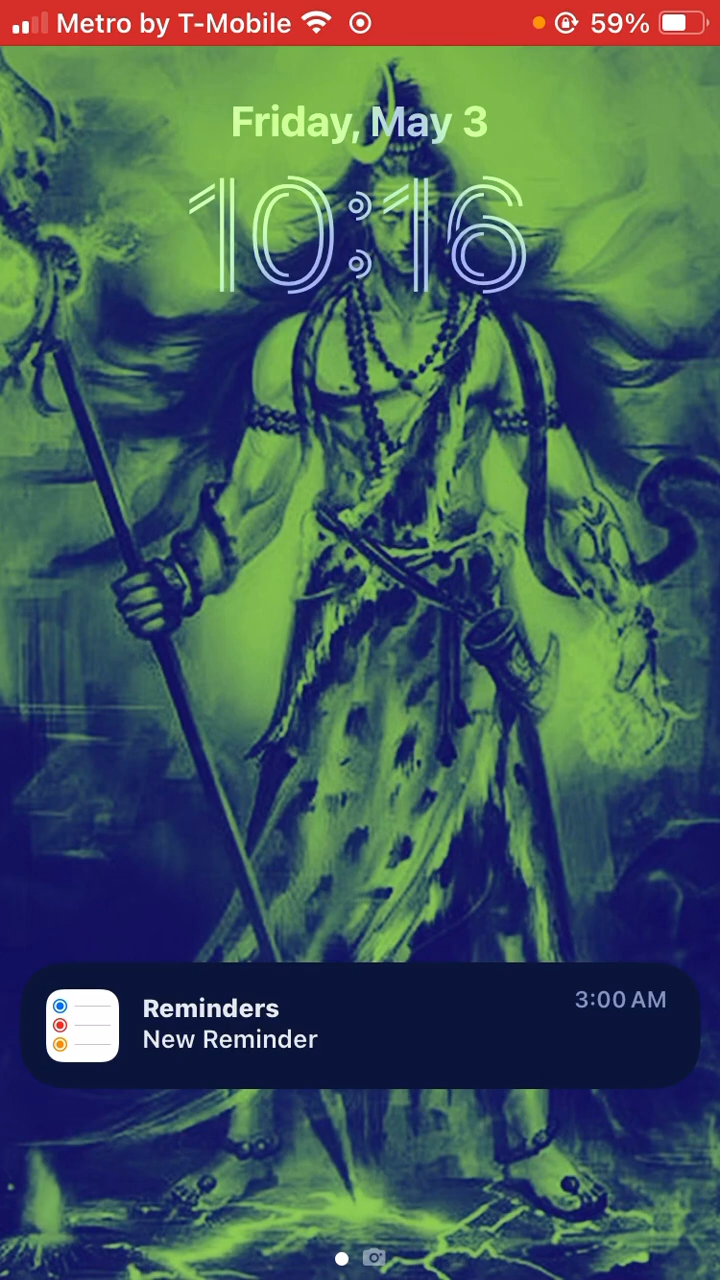 Metro by T-Mobile 59%
Friday, May 3
10:16
Reminders 3:00 AM
New Reminder